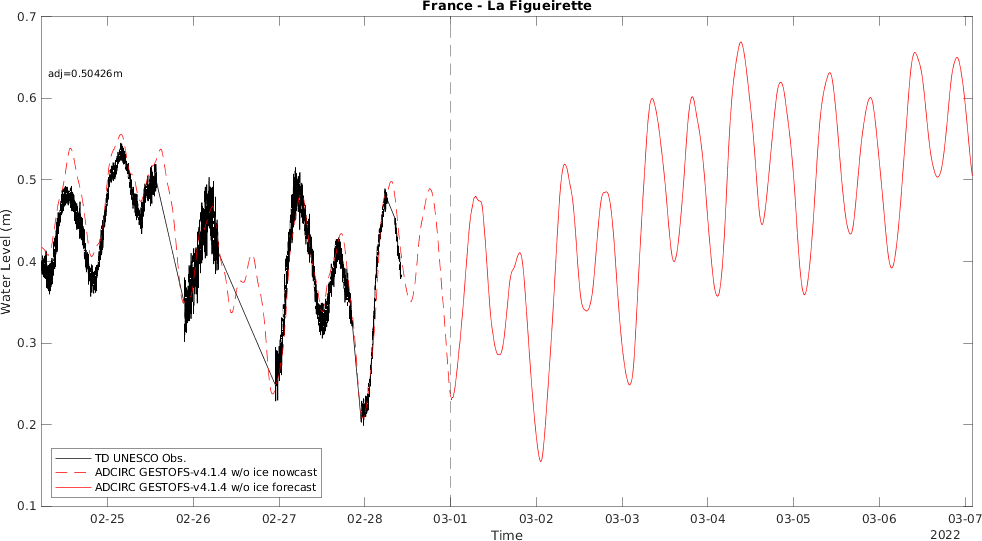 France - La Figueirette
0.7
adj=0.50426m
0.6
0.5
0.4
0.3
0.2
0.1
Water Level (m)
TD UNESCO Obs.
ADCIRC GESTOFS-v4.1.4 w/o ice nowcast
ADCIRC GESTOFS-v4.1.4 w/o ice forecast
02-25 02-26 02-27 02-28 03-01 03-02 03-03 03-04 03-05 03-06 03-07
Time
2022